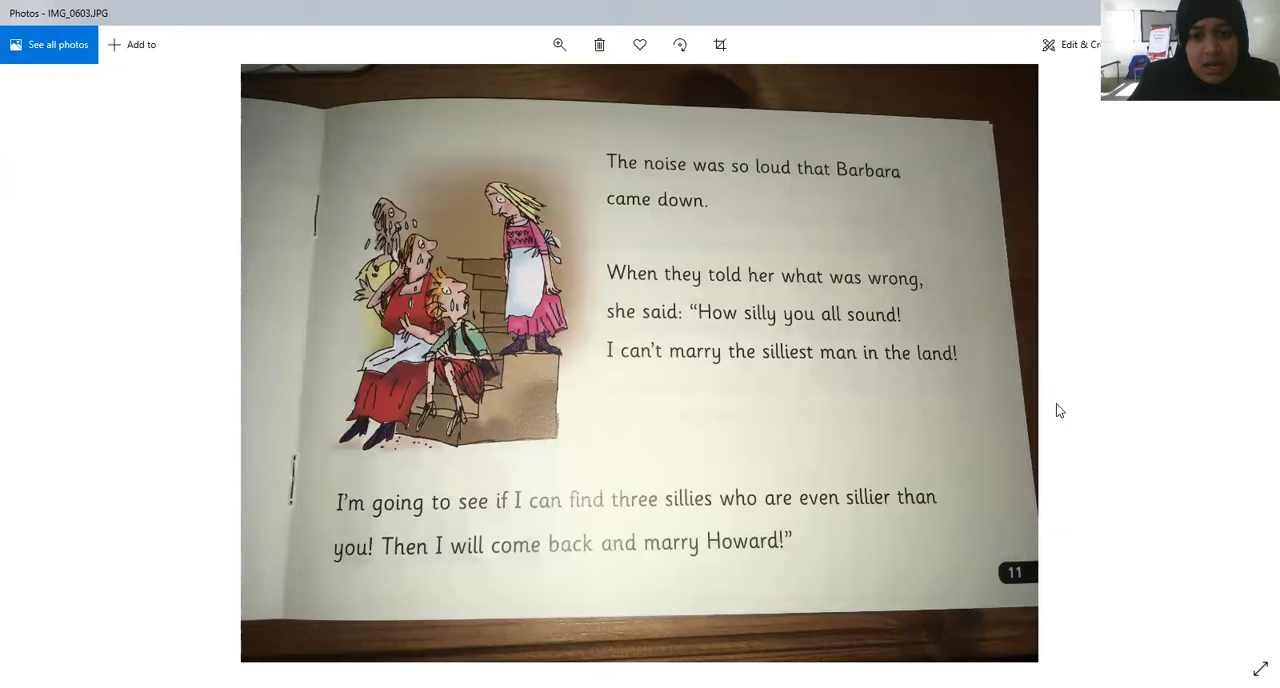 Photos - IMG_0603.JPG
See all photos
Add to
Edit & Cr
The noise was so loud that Barbara
came down.
When they told her what was wrong,
she said: “How silly you all sound!
I can’t marry the silliest man in the land!
I’m going to see if I can find three sillies who are even sillier than
you! Then I will come back and marry Howard!”
11